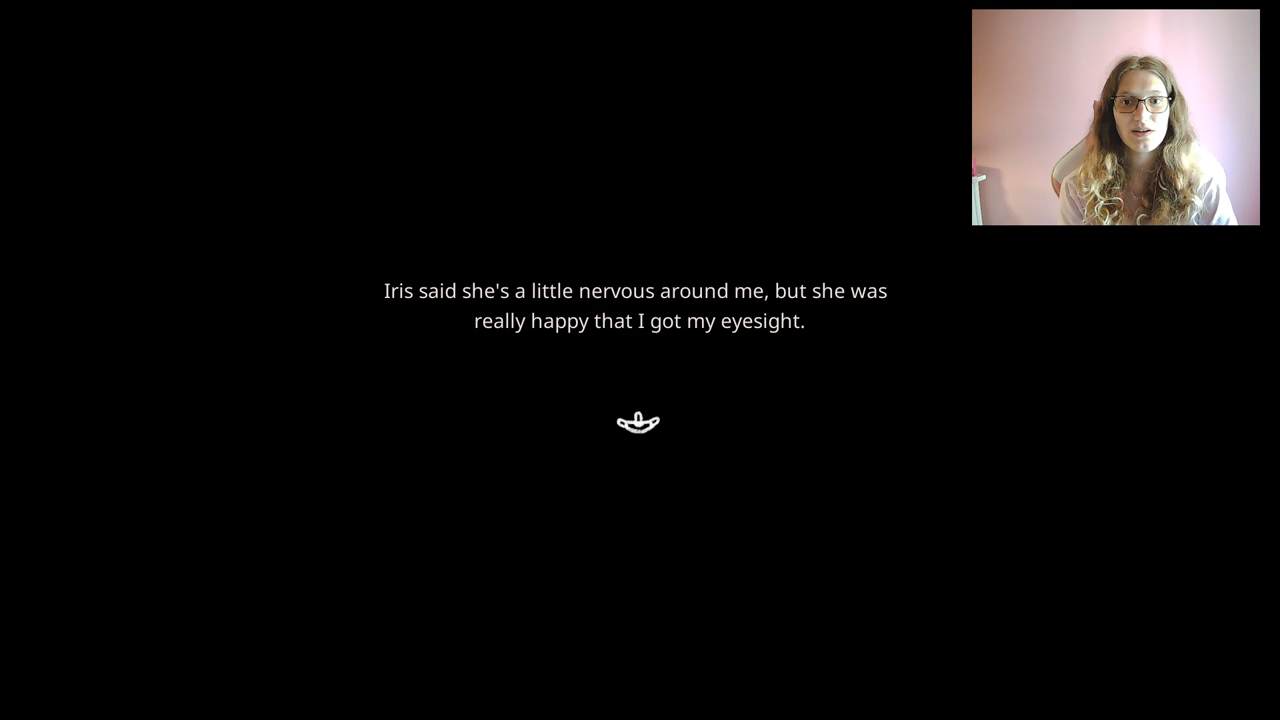 Iris said she's a little nervous around me, but she was
really happy that I got my eyesight.